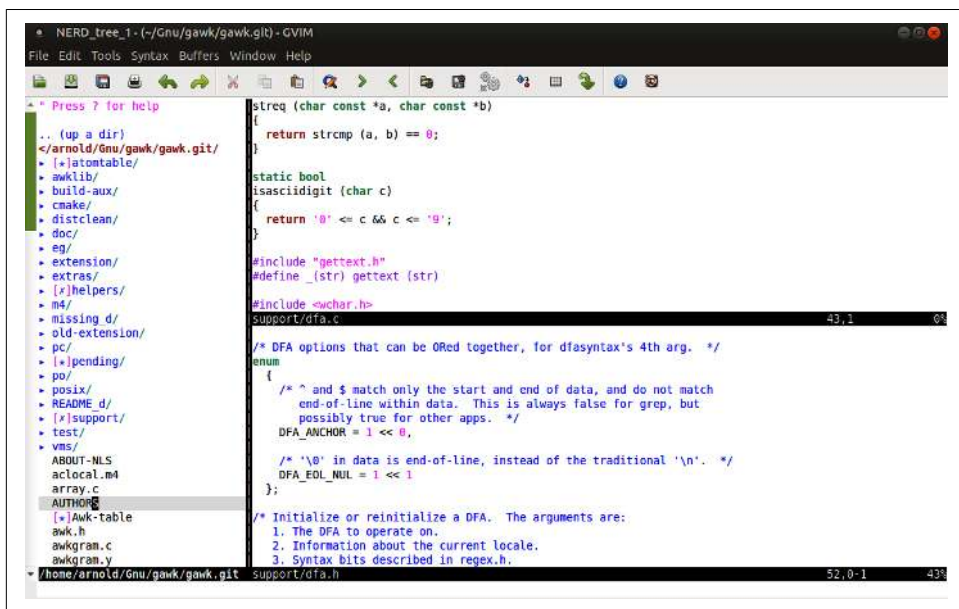 NERD_tree_1 - (~/Gnu/gawk/gawk.git) - GVIM
File Edit Tools Syntax Buffers Window Help
" Press ? for help
.. (up a dir)
</arnold/Gnu/gawk/gawk.git/
▸ [★]atomtable/
▸ awklib/
▸ build-aux/
▸ cmake/
▸ distclean/
▸ doc/
▸ eg/
▸ extension/
▸ extras/
▸ [✗]helpers/
▸ m4/
▸ missing_d/
▸ old-extension/
▸ pc/
▸ [★]pending/
▸ po/
▸ posix/
▸ README_d/
▸ [✗]support/
▸ test/
▸ vms/
ABOUT-NLS
aclocal.m4
array.c
AUTHORS
[★]Awk-table
awk.h
awkgram.c
awkgram.y
/home/arnold/Gnu/gawk/gawk.git
streq (char const *a, char const *b)
{
return strcmp (a, b) == 0;
}
static bool
isasciidigit (char c)
{
return '0' <= c && c <= '9';
}
#include "gettext.h"
#define _(str) gettext (str)
#include <wchar.h>
support/dfa.c 43,1 0%
/* DFA options that can be ORed together, for dfasyntax's 4th arg. */
enum
{
/* ^ and $ match only the start and end of data, and do not match
end-of-line within data. This is always false for grep, but
possibly true for other apps. */
DFA_ANCHOR = 1 << 0,
/* '\0' in data is end-of-line, instead of the traditional '\n'. */
DFA_EOL_NUL = 1 << 1
};
/* Initialize or reinitialize a DFA. The arguments are:
1. The DFA to operate on.
2. Information about the current locale.
3. Syntax bits described in regex.h.
support/dfa.h 52,0-1 43%